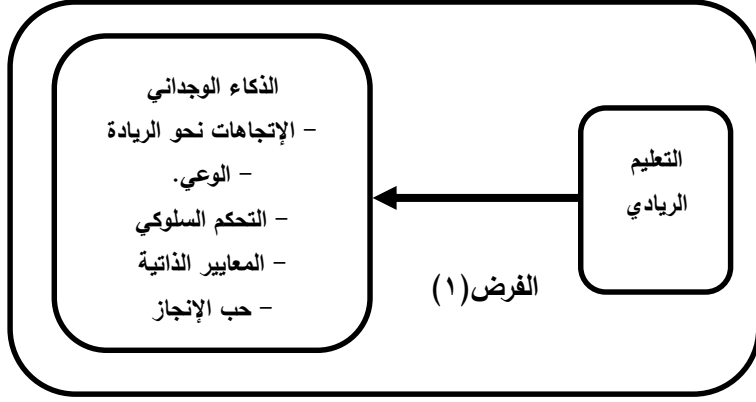 التعليم
الريادي
الفرض(١)
الذكاء الوجداني
- الإتجاهات نحو الريادة
- الوعي.
- التحكم السلوكي
- المعايير الذاتية
- حب الإنجاز